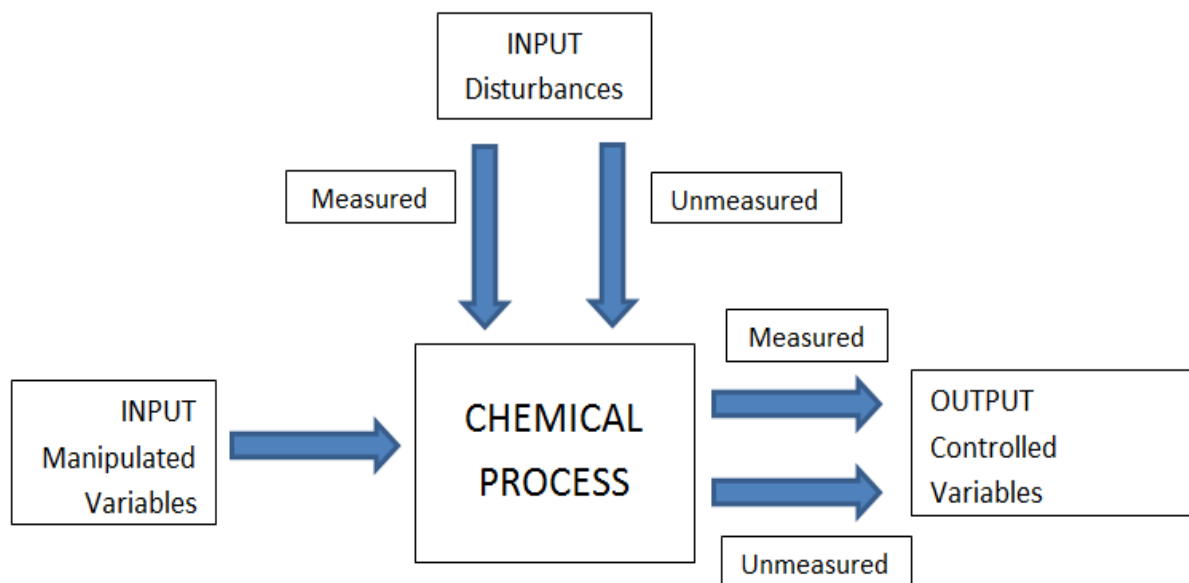 INPUT
Disturbances
Measured
Unmeasured
INPUT
Manipulated
Variables
CHEMICAL
PROCESS
Measured
OUTPUT
Controlled
Variables
Unmeasured